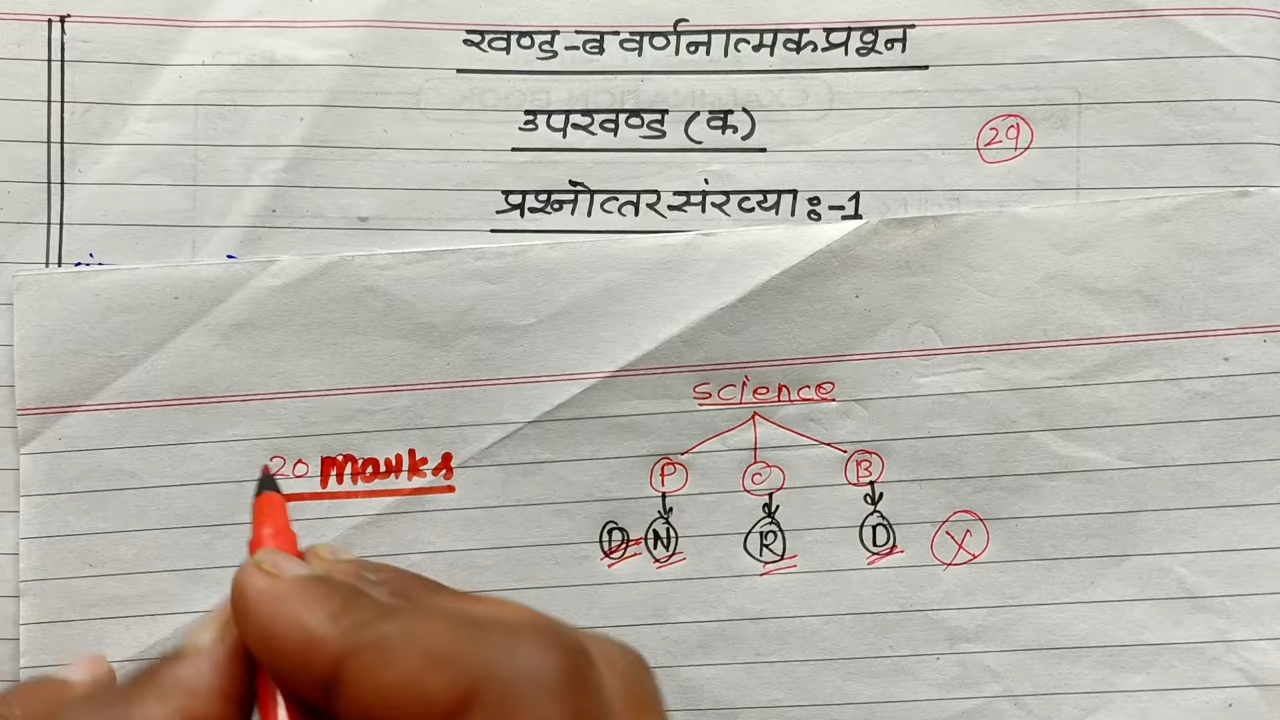 खण्ड-ब वर्णनात्मक प्रश्न
उपखण्ड (क)
29
प्रश्नोत्तर संख्या :-1
science
20 Marks
P C B
D N R D X